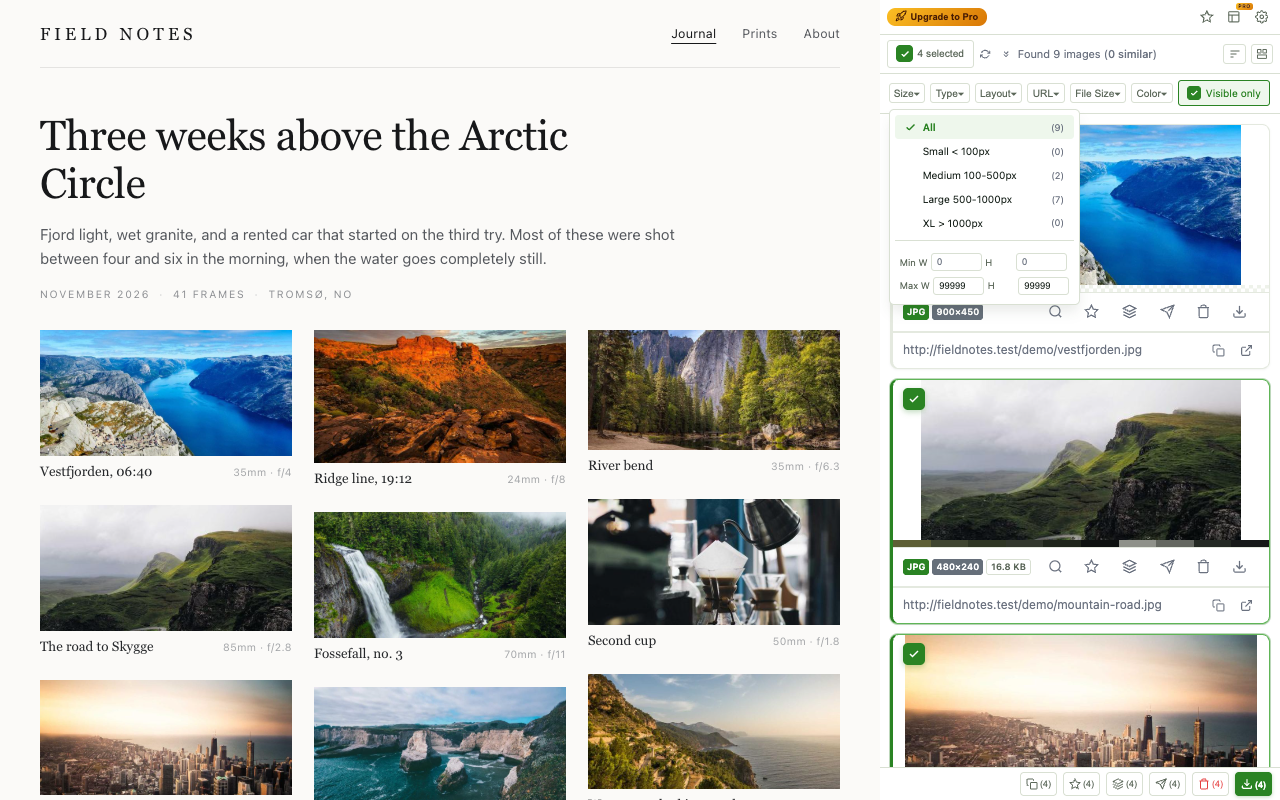 FIELD NOTES
Journal
Prints
About
Three weeks above the Arctic
Circle
Fjord light, wet granite, and a rented car that started on the third try. Most of these were shot
between four and six in the morning, when the water goes completely still.
NOVEMBER 2026 · 41 FRAMES · TROMSØ, NO
Vestfjorden, 06:40
35mm · f/4
Ridge line, 19:12
24mm · f/8
River bend
35mm · f/6.3
The road to Skygge
85mm · f/2.8
Fossefall, no. 3
70mm · f/11
Second cup
50mm · f/1.8
Upgrade to Pro
PRO
4 selected
Found 9 images (0 similar)
Size
Type
Layout
URL
File Size
Color
Visible only
All (9)
Small < 100px (0)
Medium 100-500px (2)
Large 500-1000px (7)
XL > 1000px (0)
Min W 0 H 0
Max W 99999 H 99999
JPG 900×450
http://fieldnotes.test/demo/vestfjorden.jpg
JPG 480×240 16.8 KB
http://fieldnotes.test/demo/mountain-road.jpg
(4) (4) (4) (4) (4) (4)